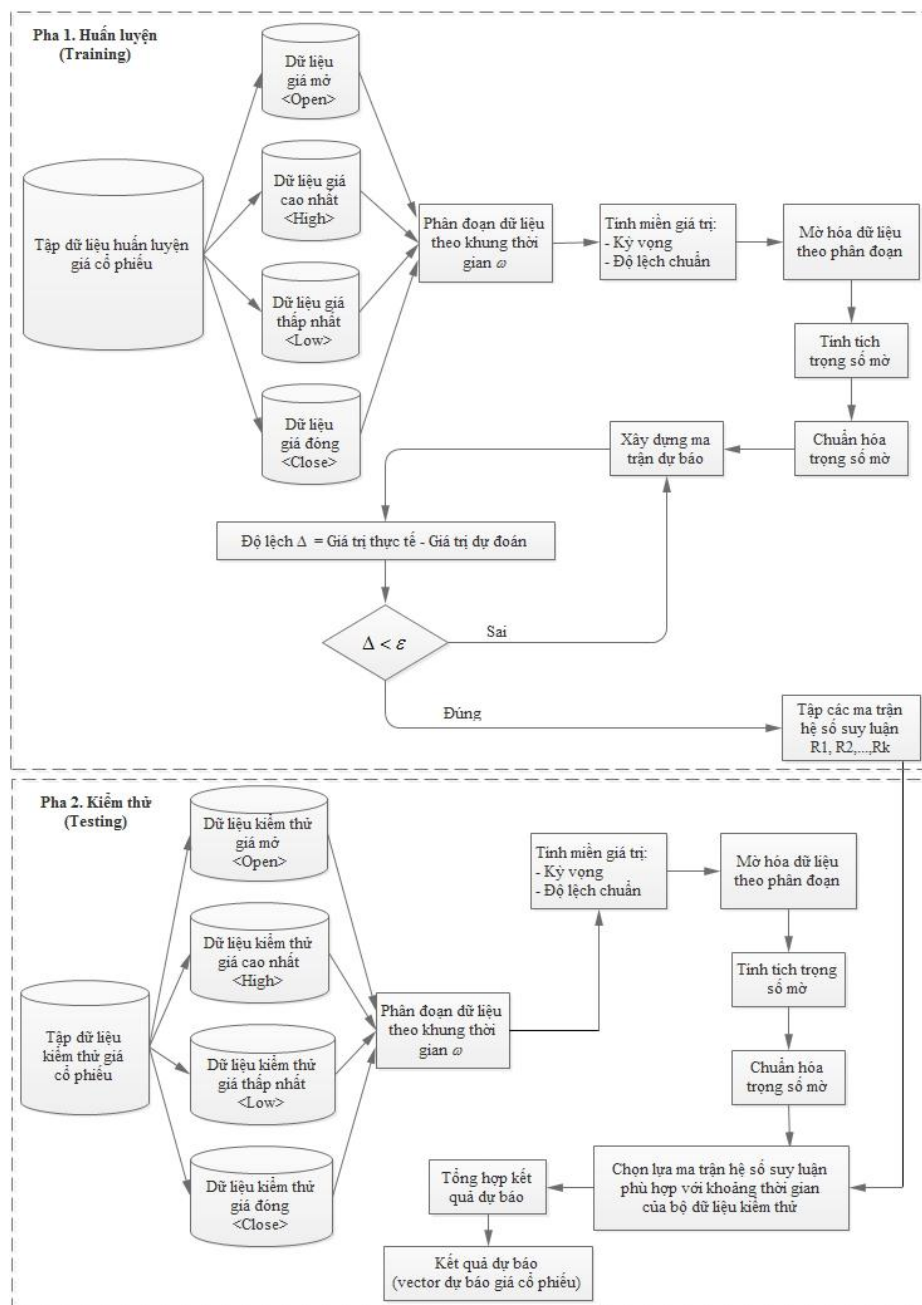 Pha 1. Huấn luyện
(Training)
Dữ liệu
giá mở
<Open>
Dữ liệu giá
cao nhất
<High>
Tập dữ liệu huấn luyện
giá cổ phiếu
Dữ liệu giá
thấp nhất
<Low>
Dữ liệu
giá đóng
<Close>
Phân đoạn dữ liệu
theo khung thời
gian ω
Tính miền giá trị:
- Kỳ vọng
- Độ lệch chuẩn
Mờ hóa dữ liệu
theo phân đoạn
Tính tích
trọng số mờ
Chuẩn hóa
trọng số mờ
Xây dựng ma
trận dự báo
Độ lệch Δ = Giá trị thực tế - Giá trị dự đoán
Δ < ε
Sai
Đúng
Tập các ma trận
hệ số suy luận
R1, R2,...,Rk
Pha 2. Kiểm thử
(Testing)
Dữ liệu kiểm thử
giá mở
<Open>
Dữ liệu kiểm thử
giá cao nhất
<High>
Tập dữ liệu
kiểm thử giá
cổ phiếu
Dữ liệu kiểm thử
giá thấp nhất
<Low>
Dữ liệu kiểm thử
giá đóng
<Close>
Phân đoạn dữ liệu
theo khung thời
gian ω
Tính miền giá trị:
- Kỳ vọng
- Độ lệch chuẩn
Mờ hóa dữ liệu
theo phân đoạn
Tính tích trọng
số mờ
Chuẩn hóa
trọng số mờ
Chọn lựa ma trận hệ số suy luận
phù hợp với khoảng thời gian
của bộ dữ liệu kiểm thử
Tổng hợp kết
quả dự báo
Kết quả dự báo
(vector dự báo giá cổ phiếu)